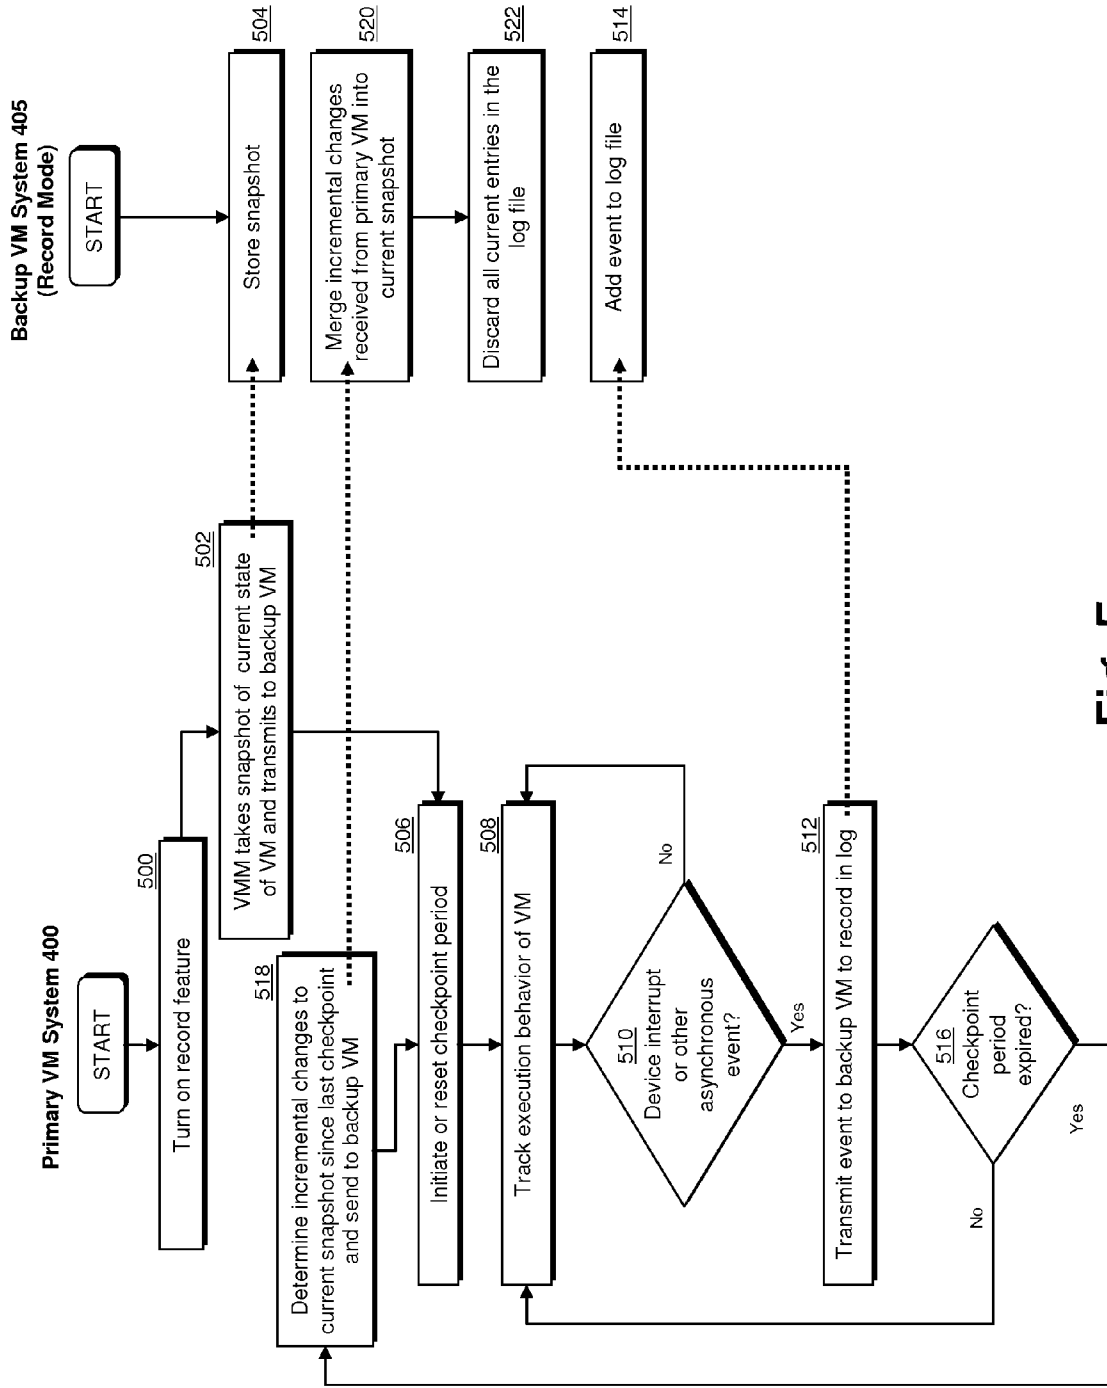 Primary VM System 400
START
500
Turn on record feature
502
VMM takes snapshot of current state
of VM and transmits to backup VM
518
Determine incremental changes to
current snapshot since last checkpoint
and send to backup VM
506
Initiate or reset checkpoint period
508
Track execution behavior of VM
510
Device interrupt
or other
asynchronous
event?
No
Yes
512
Transmit event to backup VM to record in log
516
Checkpoint
period
expired?
No
Yes
Backup VM System 405
(Record Mode)
START
504
Store snapshot
520
Merge incremental changes
received from primary VM into
current snapshot
522
Discard all current entries in the
log file
514
Add event to log file